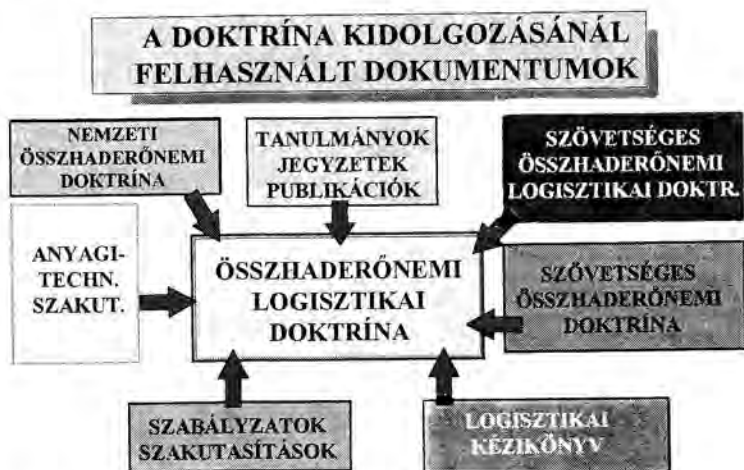 A DOKTRÍNA KIDOLGOZÁSÁNÁL
FELHASZNÁLT DOKUMENTUMOK
NEMZETI
ÖSSZHADERŐNEMI
DOKTRÍNA
TANULMÁNYOK
JEGYZETEK
PUBLIKÁCIÓK
SZÖVETSÉGES
ÖSSZHADERŐNEMI
LOGISZTIKAI DOKTR.
ANYAGI-
TECHN.
SZAKUT.
ÖSSZHADERŐNEMI
LOGISZTIKAI
DOKTRÍNA
SZÖVETSÉGES
ÖSSZHADERŐNEMI
DOKTRÍNA
SZABÁLYZATOK
SZAKUTASÍTÁSOK
LOGISZTIKAI
KÉZIKÖNYV